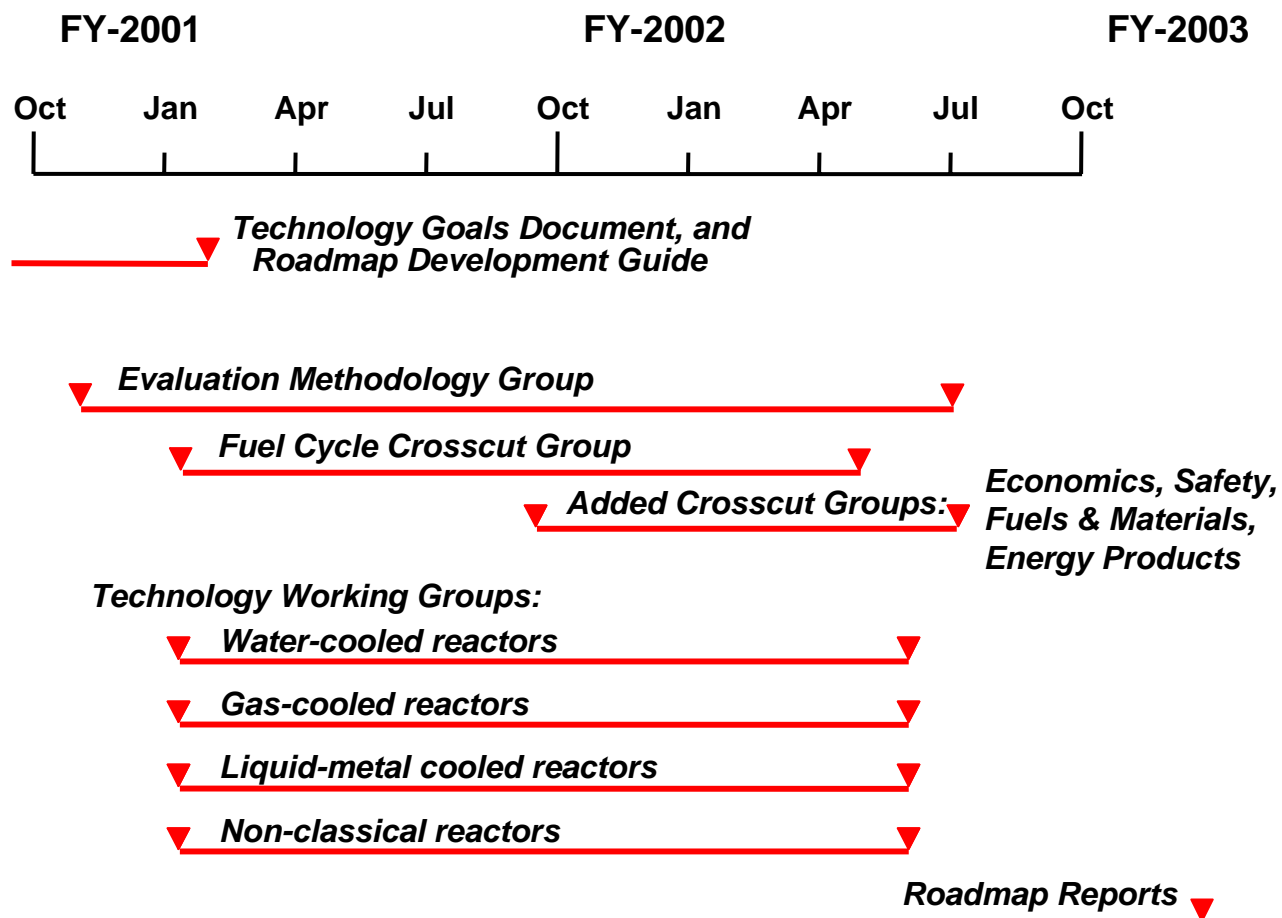 FY-2001 FY-2002 FY-2003
Oct Jan Apr Jul Oct Jan Apr Jul Oct
Technology Goals Document, and
Roadmap Development Guide
Evaluation Methodology Group
Fuel Cycle Crosscut Group
Added Crosscut Groups:
Economics, Safety,
Fuels & Materials,
Energy Products
Technology Working Groups:
Water-cooled reactors
Gas-cooled reactors
Liquid-metal cooled reactors
Non-classical reactors
Roadmap Reports